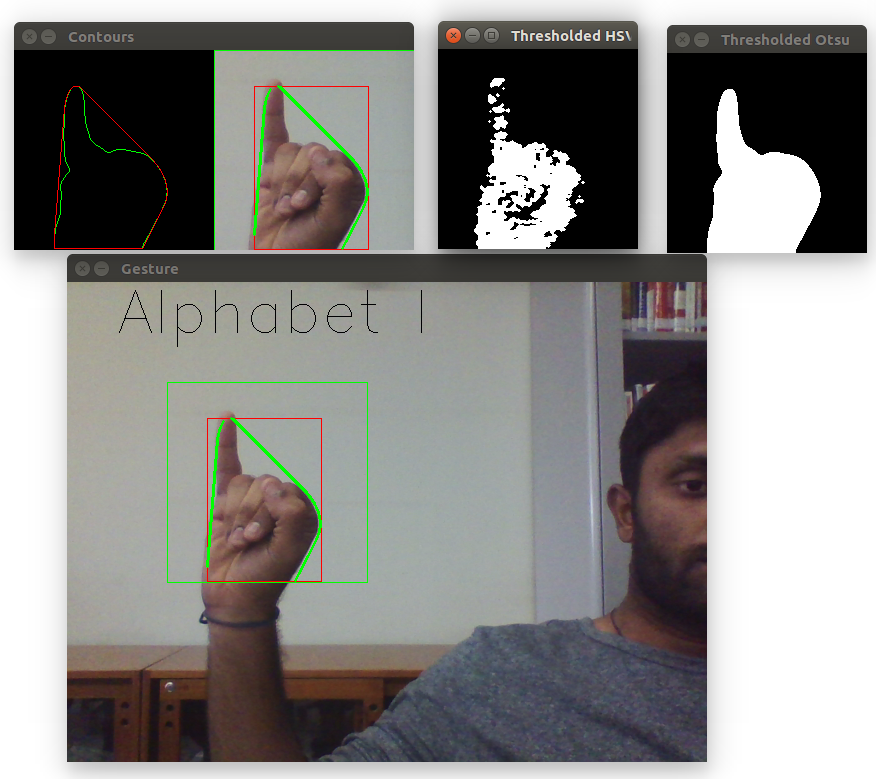 Contours
Thresholded HSV
Thresholded Otsu
Gesture
Alphabet I